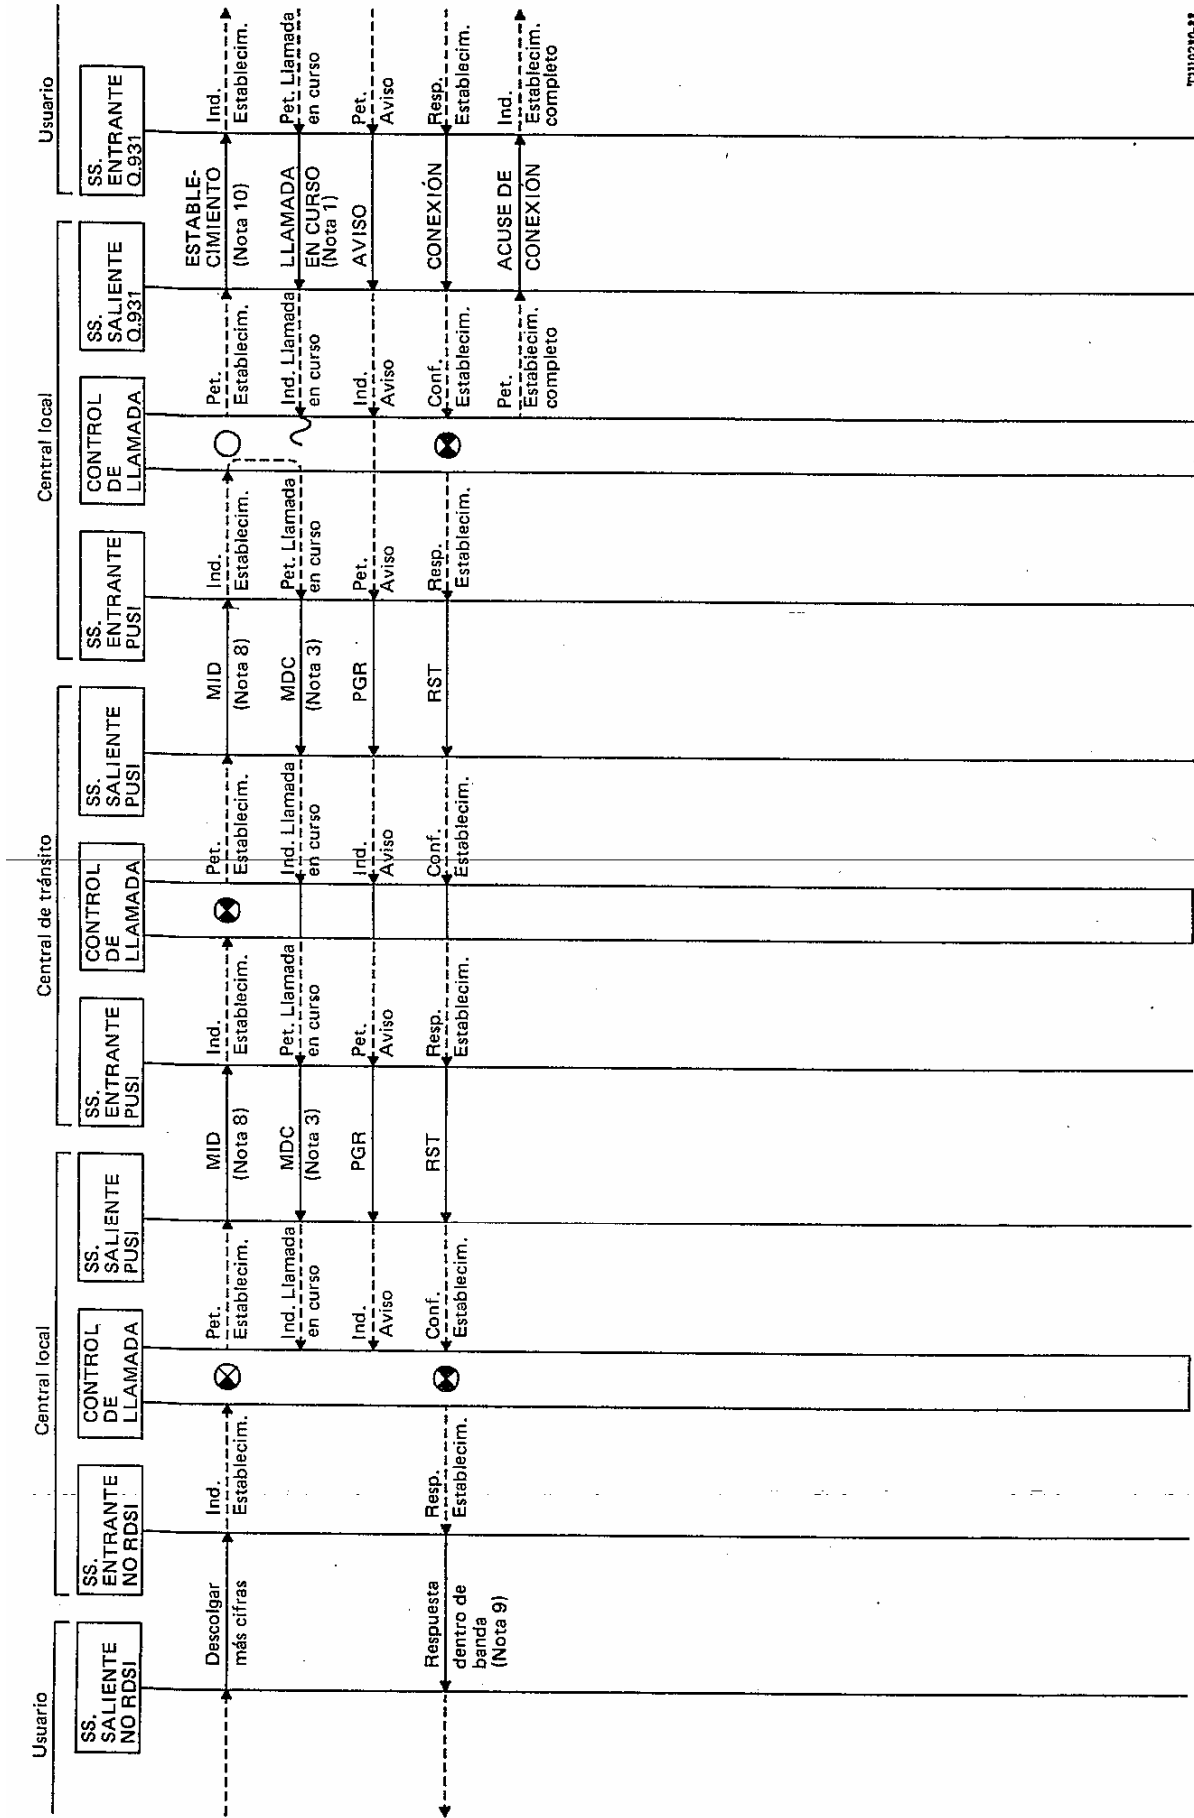 Usuario
Central local
Central de tránsito
Central local
Usuario
SS.
SALIENTE
NO RDSI
SS.
ENTRANTE
NO RDSI
CONTROL
DE
LLAMADA
SS.
SALIENTE
PUSI
SS.
ENTRANTE
PUSI
CONTROL
DE
LLAMADA
SS.
SALIENTE
PUSI
SS.
ENTRANTE
PUSI
CONTROL
DE
LLAMADA
SS.
SALIENTE
Q.931
SS.
ENTRANTE
Q.931
Descolgar
más cifras
Ind.
Establecim.
Pet.
Establecim.
MID
(Nota 8)
Ind.
Establecim.
Pet.
Establecim.
MID
(Nota 8)
Ind.
Establecim.
Pet.
Establecim.
ESTABLE-
CIMIENTO
(Nota 10)
Ind.
Establecim.
Ind. Llamada
en curso
MDC
(Nota 3)
Pet. Llamada
en curso
Ind. Llamada
en curso
MDC
(Nota 3)
Pet. Llamada
en curso
Ind. Llamada
en curso
LLAMADA
EN CURSO
(Nota 1)
Pet. Llamada
en curso
Ind.
Aviso
PGR
Pet.
Aviso
Ind.
Aviso
PGR
Pet.
Aviso
Ind.
Aviso
AVISO
Pet.
Aviso
Respuesta
dentro de
banda
(Nota 9)
Resp.
Establecim.
Conf.
Establecim.
RST
Resp.
Establecim.
Conf.
Establecim.
RST
Resp.
Establecim.
Conf.
Establecim.
CONEXIÓN
Resp.
Establecim.
Pet.
Establecim.
completo
ACUSE DE
CONEXIÓN
Ind.
Establecim.
completo